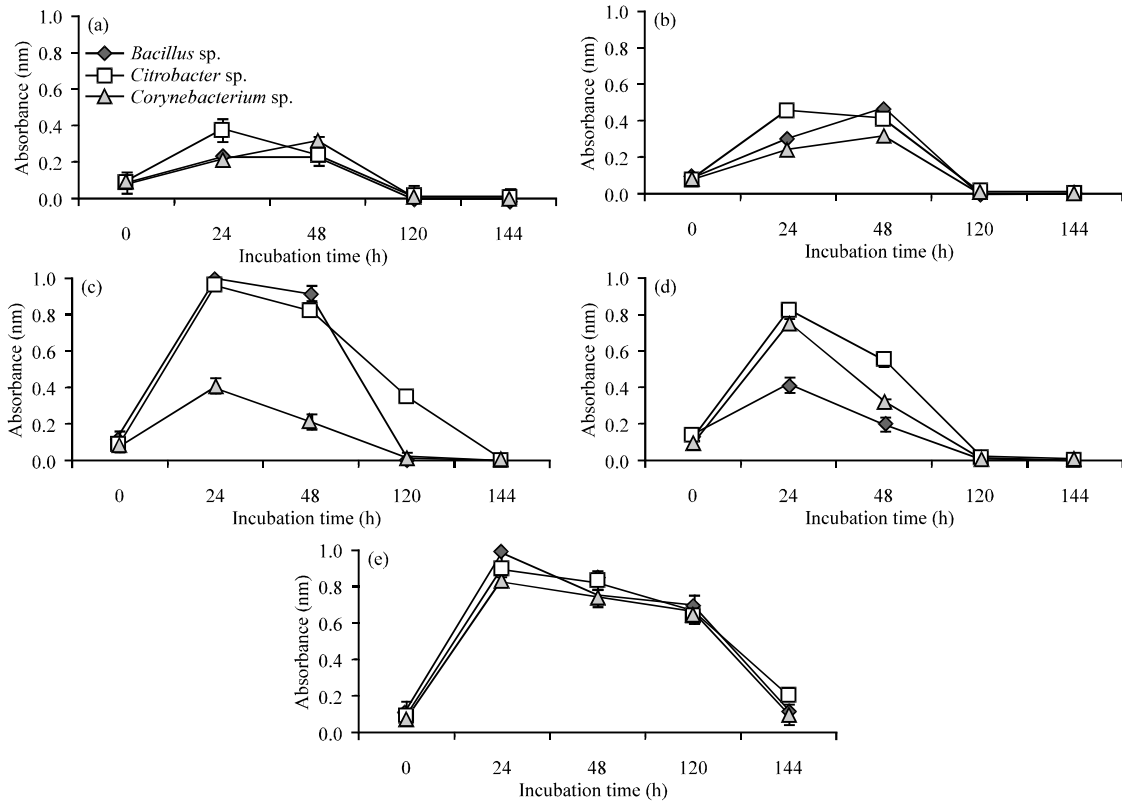 (a)
Absorbance (nm)
1.0
0.8
0.6
0.4
0.2
0.0
Bacillus sp.
Citrobacter sp.
Corynebacterium sp.
0 24 48 120 144
Incubation time (h)
(b)
Absorbance (nm)
1.0
0.8
0.6
0.4
0.2
0.0
0 24 48 120 144
Incubation time (h)
(c)
Absorbance (nm)
1.0
0.8
0.6
0.4
0.2
0.0
0 24 48 120 144
Incubation time (h)
(d)
Absorbance (nm)
1.0
0.8
0.6
0.4
0.2
0.0
0 24 48 120 144
Incubation time (h)
(e)
Absorbance (nm)
1.0
0.8
0.6
0.4
0.2
0.0
0 24 48 120 144
Incubation time (h)